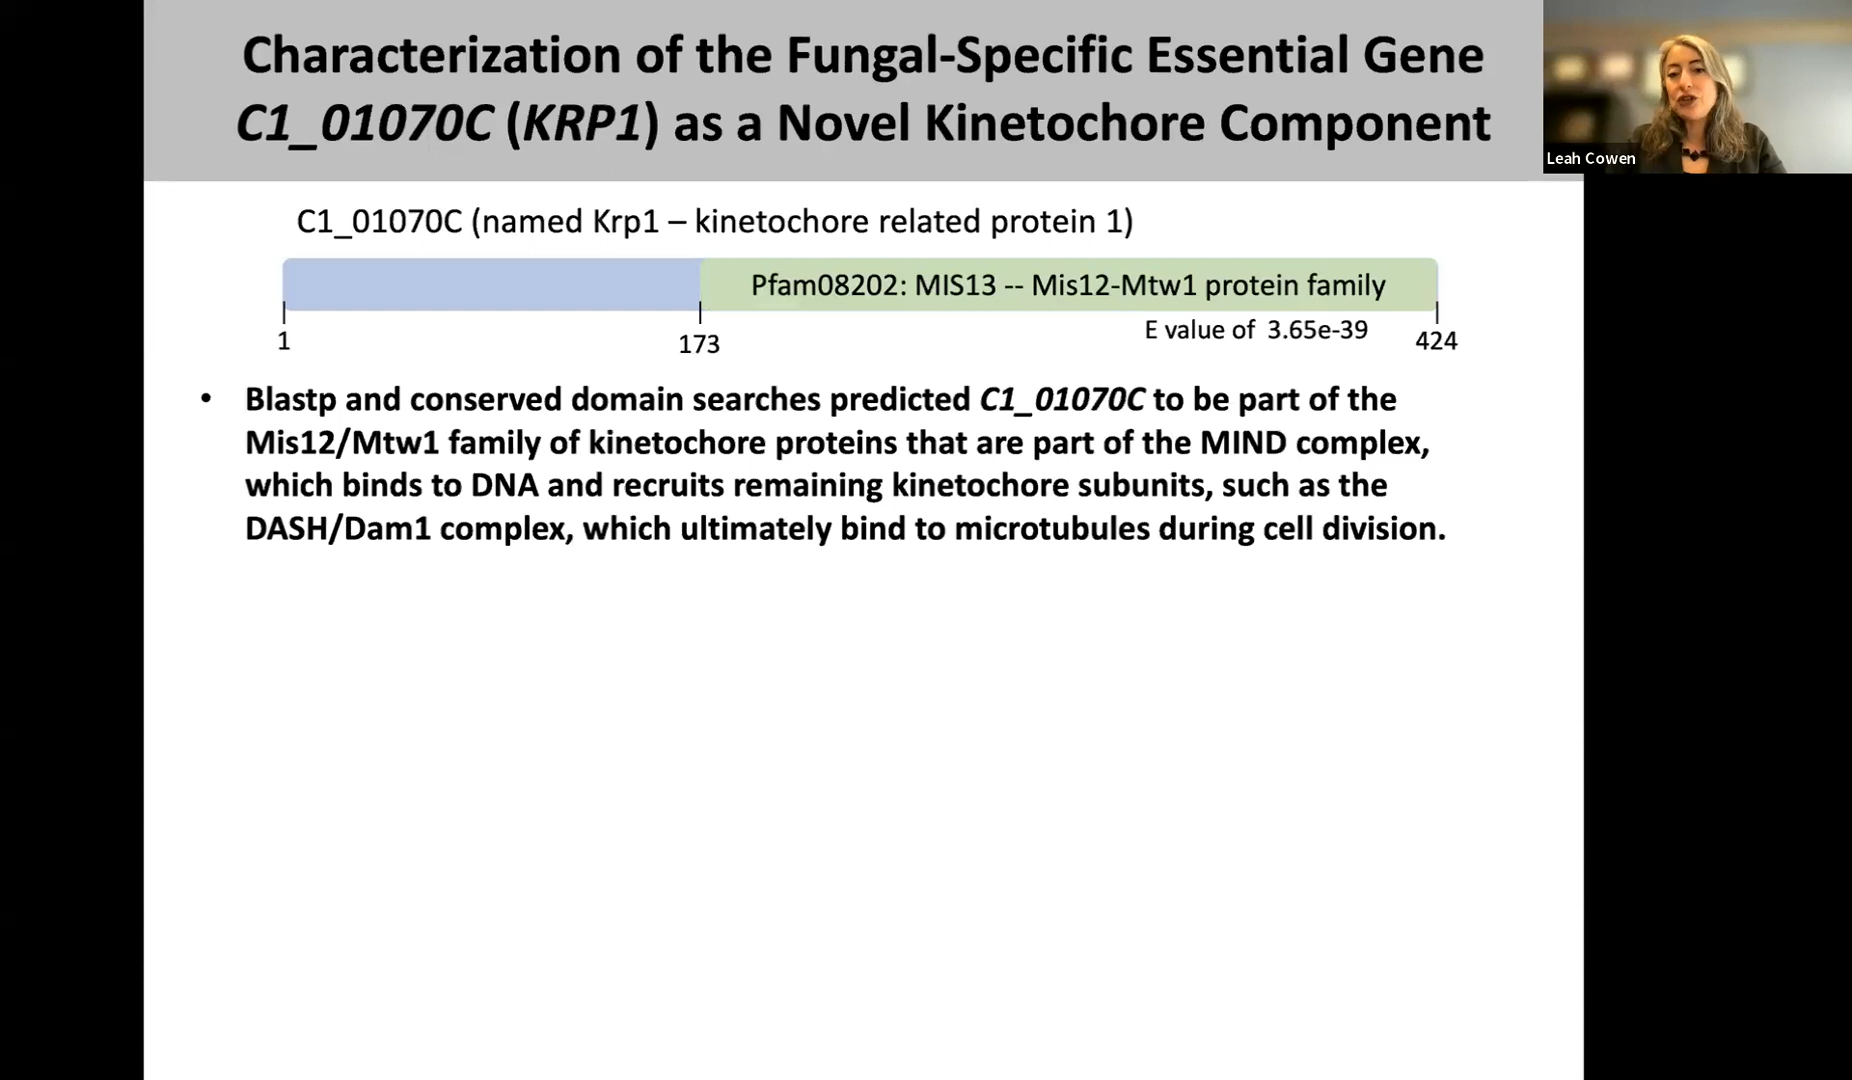 Characterization of the Fungal-Specific Essential Gene
C1_01070C (KRP1) as a Novel Kinetochore Component
Leah Cowen
C1_01070C (named Krp1 – kinetochore related protein 1)
Pfam08202: MIS13 -- Mis12-Mtw1 protein family
E value of 3.65e-39
1
173
424
• Blastp and conserved domain searches predicted C1_01070C to be part of the
Mis12/Mtw1 family of kinetochore proteins that are part of the MIND complex,
which binds to DNA and recruits remaining kinetochore subunits, such as the
DASH/Dam1 complex, which ultimately bind to microtubules during cell division.